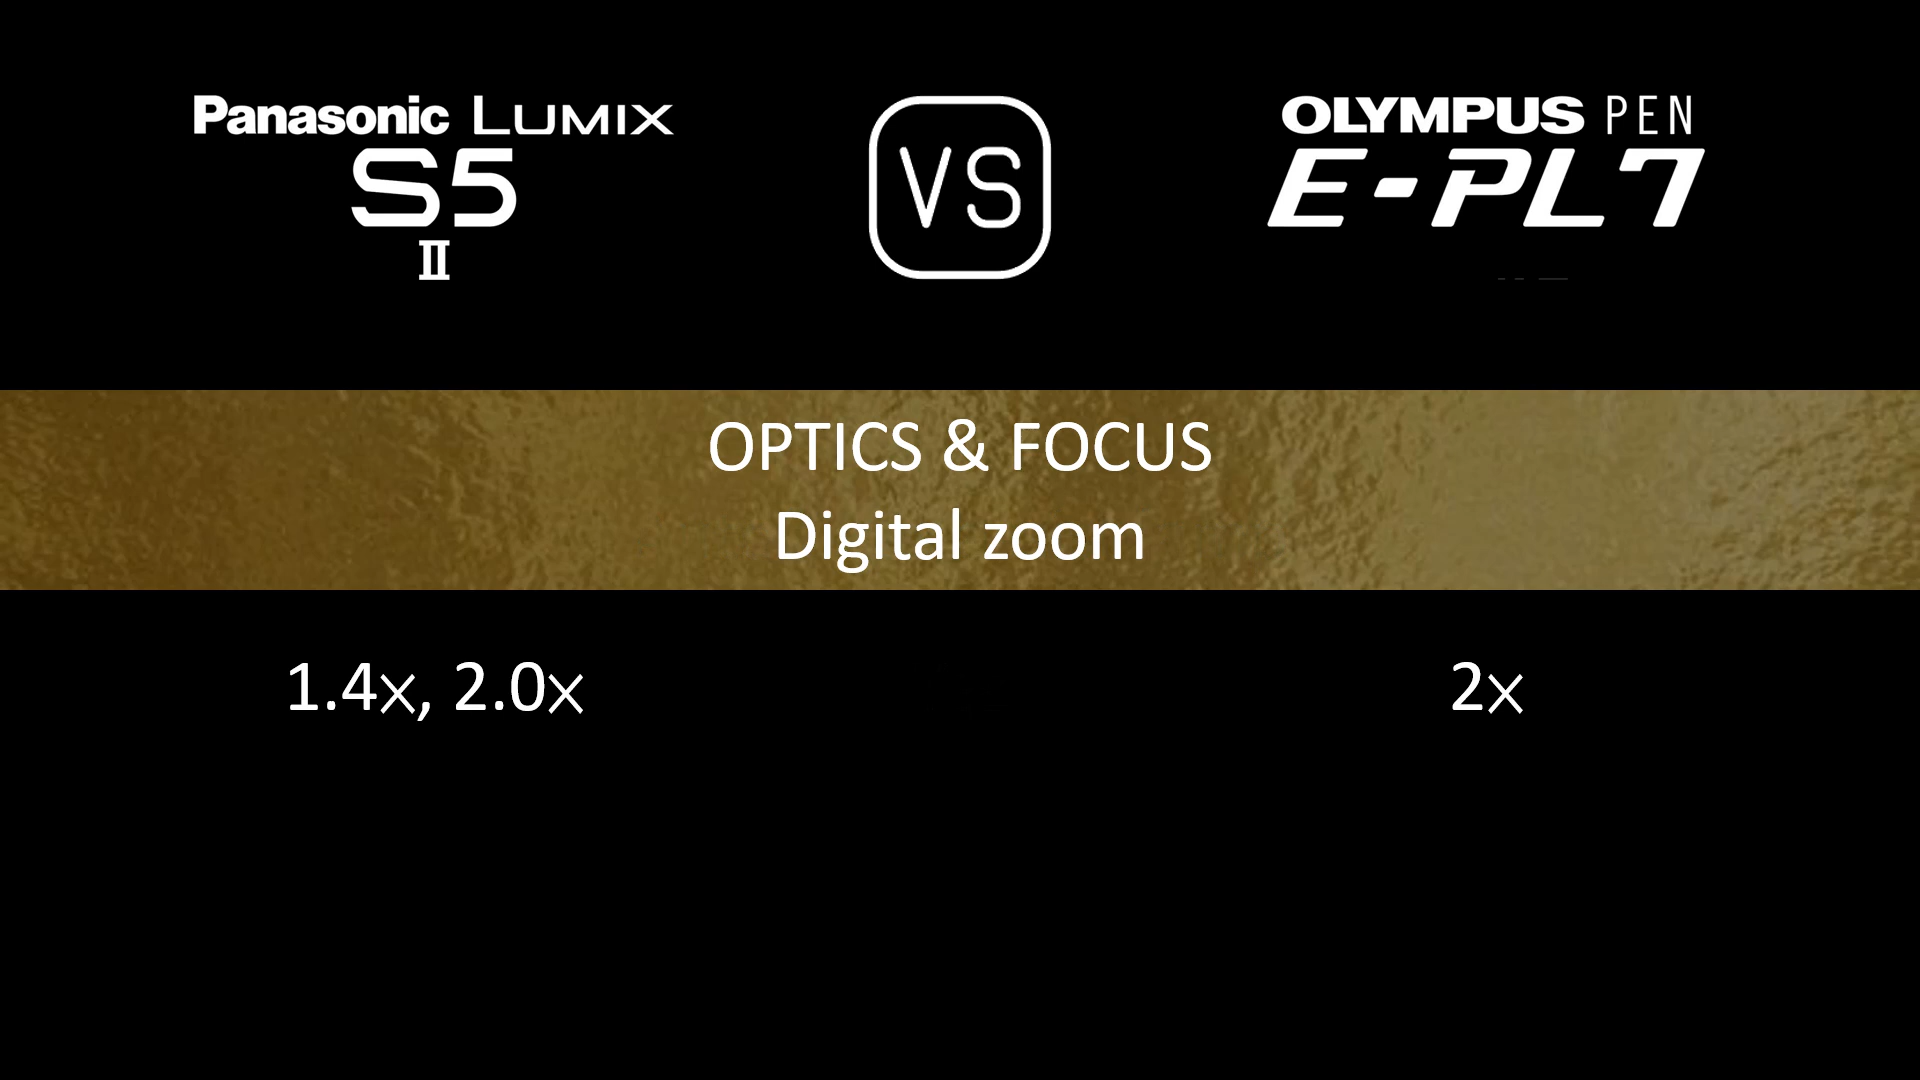 Panasonic LUMIX
S5
II
VS
OLYMPUS PEN
E-PL7
OPTICS & FOCUS
Digital zoom
1.4x, 2.0x
2x